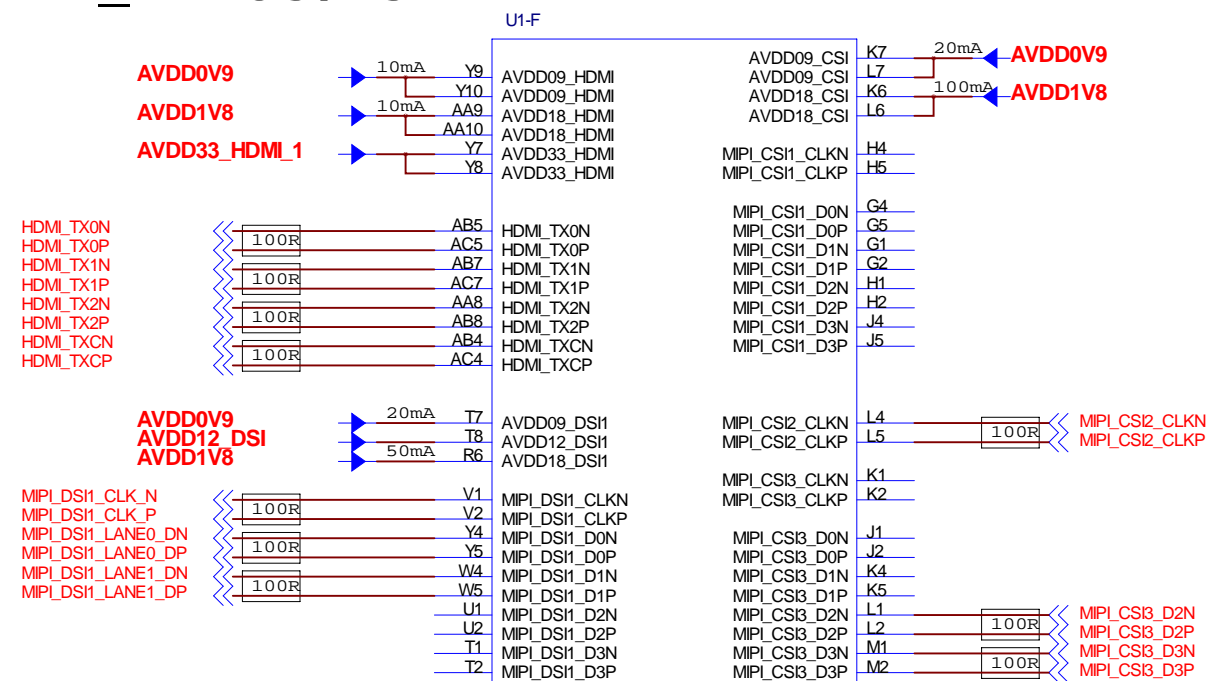 U1-F
AVDD0V9 10mA Y9 AVDD09_HDMI
Y10 AVDD09_HDMI
AVDD1V8 10mA AA9 AVDD18_HDMI
AA10 AVDD18_HDMI
AVDD33_HDMI_1 Y7 AVDD33_HDMI
Y8 AVDD33_HDMI
HDMI_TX0N AB5 HDMI_TX0N
100R
HDMI_TX0P AC5 HDMI_TX0P
HDMI_TX1N AB7 HDMI_TX1N
100R
HDMI_TX1P AC7 HDMI_TX1P
HDMI_TX2N AA8 HDMI_TX2N
100R
HDMI_TX2P AB8 HDMI_TX2P
HDMI_TXCN AB4 HDMI_TXCN
100R
HDMI_TXCP AC4 HDMI_TXCP
AVDD0V9 20mA T7 AVDD09_DSI1
AVDD12_DSI T8 AVDD12_DSI1
AVDD1V8 50mA R6 AVDD18_DSI1
MIPI_DSI1_CLK_N V1 MIPI_DSI1_CLKN
100R
MIPI_DSI1_CLK_P V2 MIPI_DSI1_CLKP
MIPI_DSI1_LANE0_DN Y4 MIPI_DSI1_D0N
100R
MIPI_DSI1_LANE0_DP Y5 MIPI_DSI1_D0P
MIPI_DSI1_LANE1_DN W4 MIPI_DSI1_D1N
100R
MIPI_DSI1_LANE1_DP W5 MIPI_DSI1_D1P
U1 MIPI_DSI1_D2N
U2 MIPI_DSI1_D2P
T1 MIPI_DSI1_D3N
T2 MIPI_DSI1_D3P
AVDD09_CSI K7 20mA AVDD0V9
AVDD09_CSI L7
AVDD18_CSI K6 100mA AVDD1V8
AVDD18_CSI L6
MIPI_CSI1_CLKN H4
MIPI_CSI1_CLKP H5
MIPI_CSI1_D0N G4
MIPI_CSI1_D0P G5
MIPI_CSI1_D1N G1
MIPI_CSI1_D1P G2
MIPI_CSI1_D2N H1
MIPI_CSI1_D2P H2
MIPI_CSI1_D3N J4
MIPI_CSI1_D3P J5
MIPI_CSI2_CLKN L4 MIPI_CSI2_CLKN
100R
MIPI_CSI2_CLKP L5 MIPI_CSI2_CLKP
MIPI_CSI3_CLKN K1
MIPI_CSI3_CLKP K2
MIPI_CSI3_D0N J1
MIPI_CSI3_D0P J2
MIPI_CSI3_D1N K4
MIPI_CSI3_D1P K5
MIPI_CSI3_D2N L1 MIPI_CSI3_D2N
100R
MIPI_CSI3_D2P L2 MIPI_CSI3_D2P
MIPI_CSI3_D3N M1 MIPI_CSI3_D3N
100R
MIPI_CSI3_D3P M2 MIPI_CSI3_D3P